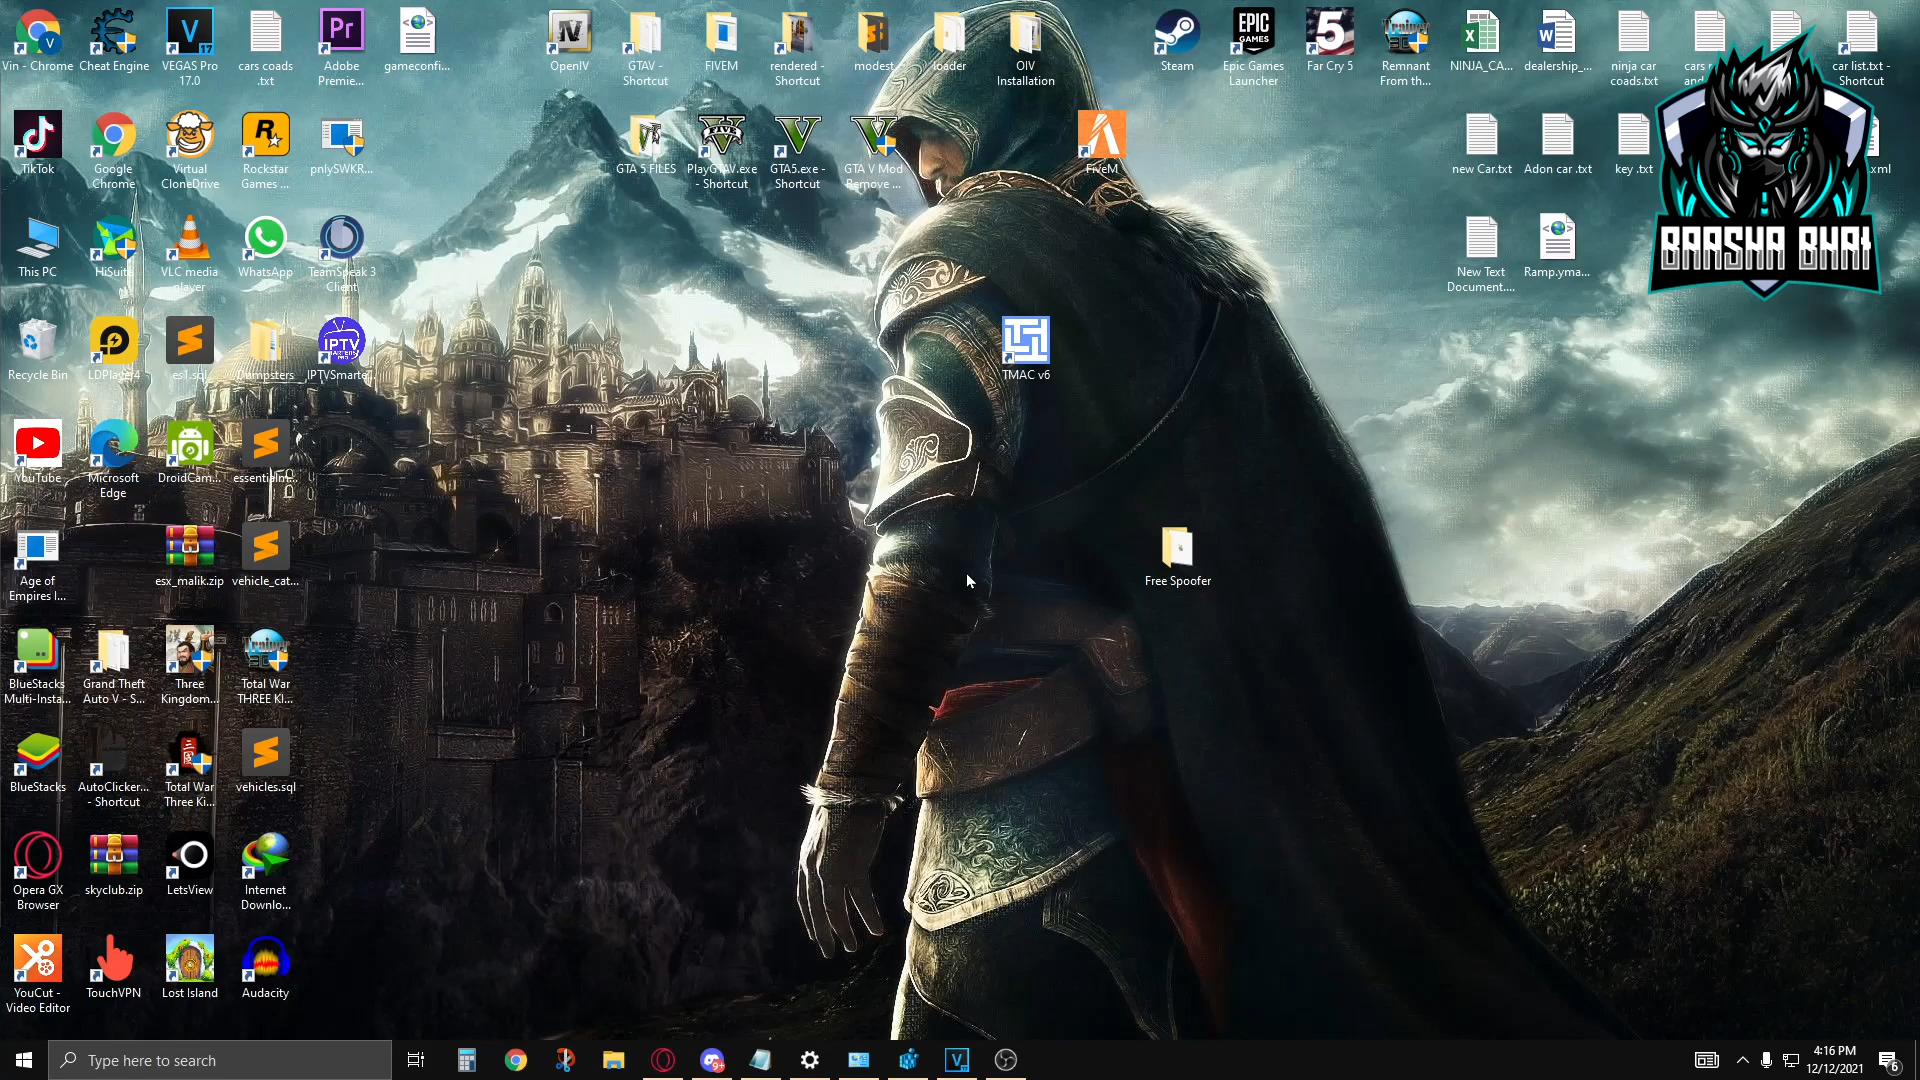 Vin - Chrome
Cheat Engine
VEGAS Pro
17.0
cars coads
.txt
Adobe
Premie...
gameconfi...
OpenIV
GTAV -
Shortcut
FIVEM
rendered -
Shortcut
modest
loader
OIV
Installation
Steam
Epic Games
Launcher
Far Cry 5
Remnant
From th...
NINJA_CA...
dealership_...
ninja car
coads.txt
car list.txt -
Shortcut
TikTok
Google
Chrome
Virtual
CloneDrive
Rockstar
Games ...
pnlySWKR...
GTA 5 FILES
PlayGTAV.exe
- Shortcut
GTA5.exe -
Shortcut
GTA V Mod
Remove ...
FiveM
new Car.txt
Adon car .txt
key .txt
.xml
This PC
HiSuite
VLC media
player
WhatsApp
TeamSpeak 3
Client
New Text
Document....
Ramp.yma...
BAASHA BHAI
Recycle Bin
LDPlayer4
es1.sql
Dumpsters
IPTVSmarte...
TMAC v6
YouTube
Microsoft
Edge
DroidCam...
essentialm...
Age of
Empires I...
esx_malik.zip
vehicle_cat...
Free Spoofer
BlueStacks
Multi-Insta...
Grand Theft
Auto V - S...
Three
Kingdom...
Total War
THREE KI...
BlueStacks
AutoClicker...
- Shortcut
Total War
Three Ki...
vehicles.sql
Opera GX
Browser
skyclub.zip
LetsView
Internet
Downlo...
YouCut -
Video Editor
TouchVPN
Lost Island
Audacity
Type here to search
4:16 PM
12/12/2021
6